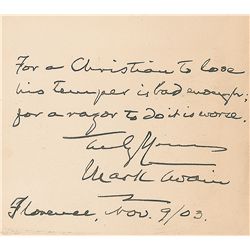 For a Christian to lose
his temper is bad enough;
for a razor to do it is worse.
Truly Yours
Mark Twain
Florence, Nov. 9/03.